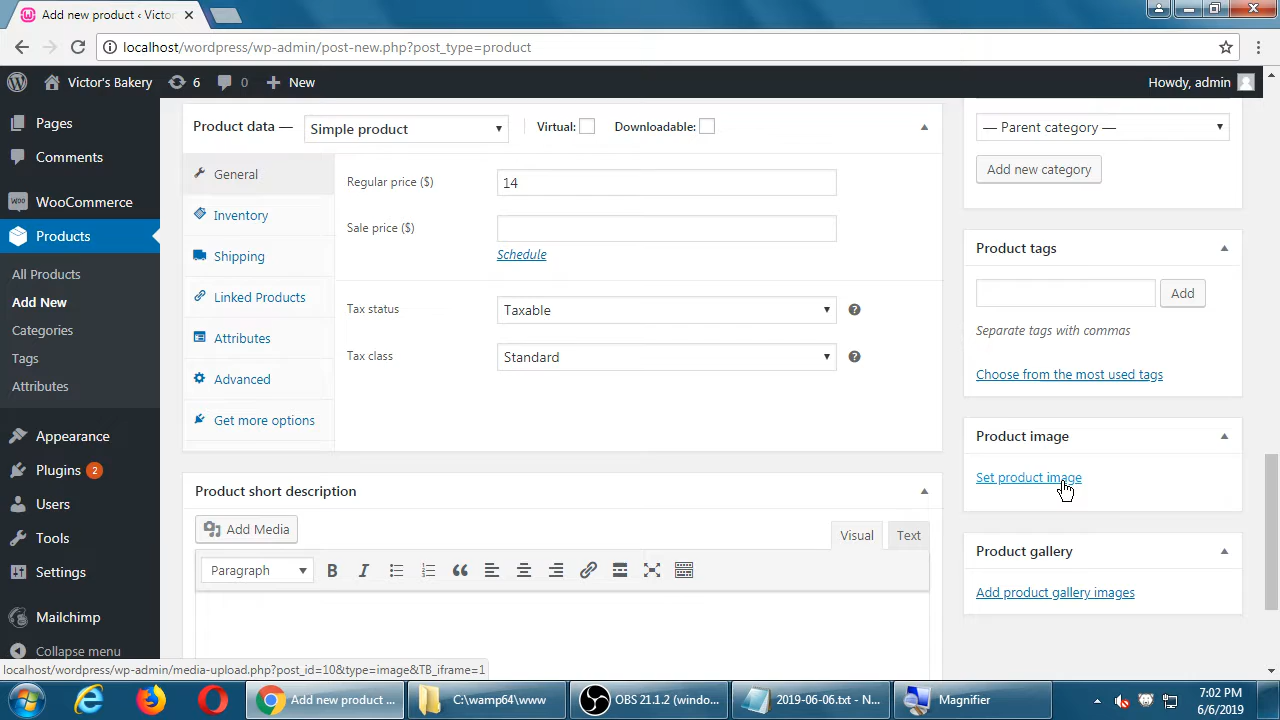 Add new product ‹ Victor
localhost/wordpress/wp-admin/post-new.php?post_type=product
Victor's Bakery
6
0
New
Howdy, admin
Pages
Comments
WooCommerce
Products
All Products
Add New
Categories
Tags
Attributes
Appearance
Plugins 2
Users
Tools
Settings
Mailchimp
Collapse menu
Product data —
Simple product
Virtual:
Downloadable:
General
Inventory
Shipping
Linked Products
Attributes
Advanced
Get more options
Regular price ($)
14
Sale price ($)
Schedule
Tax status
Taxable
Tax class
Standard
Product short description
Add Media
Visual
Text
Paragraph
— Parent category —
Add new category
Product tags
Add
Separate tags with commas
Choose from the most used tags
Product image
Set product image
Product gallery
Add product gallery images
localhost/wordpress/wp-admin/media-upload.php?post_id=10&type=image&TB_iframe=1
Add new product ...
C:\wamp64\www
OBS 21.1.2 (windo...
2019-06-06.txt - N...
Magnifier
7:02 PM
6/6/2019